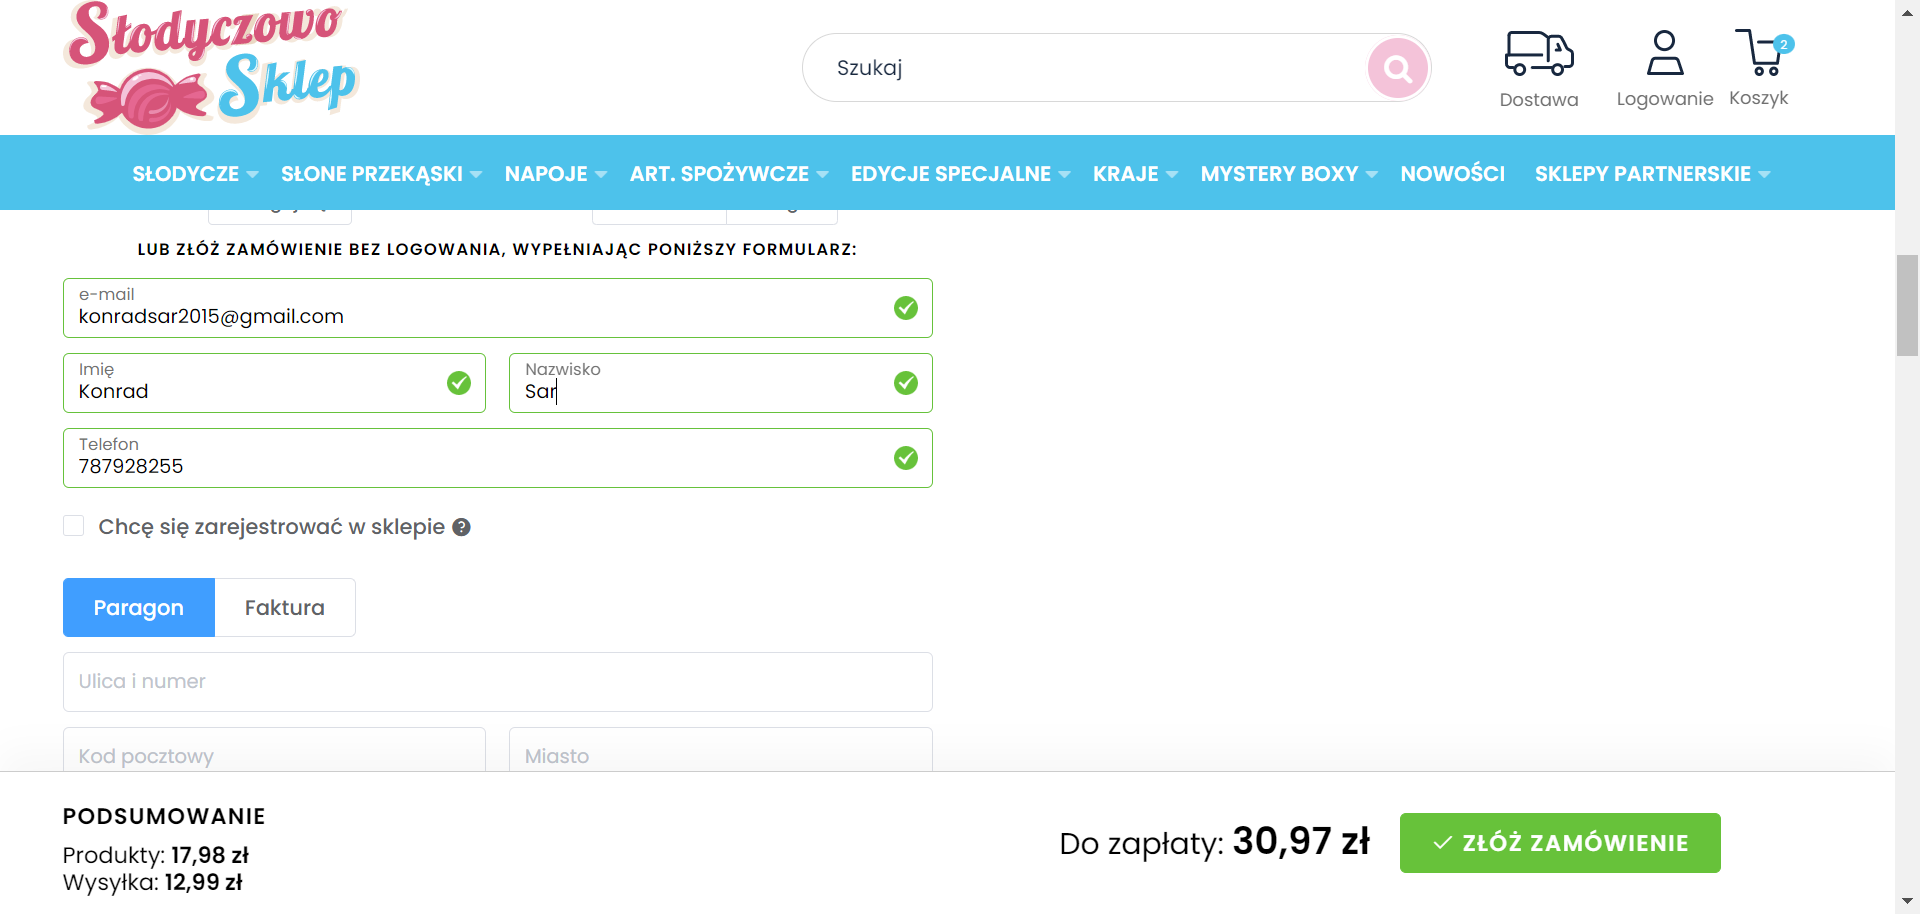 Słodyczowo
Sklep
Szukaj
Dostawa
Logowanie
2
Koszyk
SŁODYCZE SŁONE PRZEKĄSKI NAPOJE ART. SPOŻYWCZE EDYCJE SPECJALNE KRAJE MYSTERY BOXY NOWOŚCI SKLEPY PARTNERSKIE
LUB ZŁÓŻ ZAMÓWIENIE BEZ LOGOWANIA, WYPEŁNIAJĄC PONIŻSZY FORMULARZ:
e-mail
konradsar2015@gmail.com
Imię
Konrad
Nazwisko
Sar
Telefon
787928255
Chcę się zarejestrować w sklepie ?
Paragon Faktura
Ulica i numer
Kod pocztowy Miasto
PODSUMOWANIE
Produkty: 17,98 zł
Wysyłka: 12,99 zł
Do zapłaty: 30,97 zł
ZŁÓŻ ZAMÓWIENIE